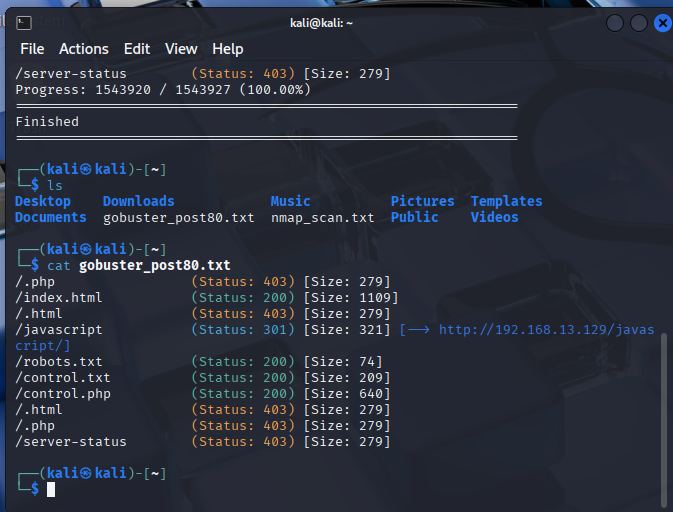 kali@kali: ~
File Actions Edit View Help
/server-status (Status: 403) [Size: 279]
Progress: 1543920 / 1543927 (100.00%)
===============================================================
Finished
===============================================================
┌──(kali㉿kali)-[~]
└─$ ls
Desktop Downloads Music Pictures Templates
Documents gobuster_post80.txt nmap_scan.txt Public Videos
┌──(kali㉿kali)-[~]
└─$ cat gobuster_post80.txt
/.php (Status: 403) [Size: 279]
/index.html (Status: 200) [Size: 1109]
/.html (Status: 403) [Size: 279]
/javascript (Status: 301) [Size: 321] [--> http://192.168.13.129/javas
cript/]
/robots.txt (Status: 200) [Size: 74]
/control.txt (Status: 200) [Size: 209]
/control.php (Status: 200) [Size: 640]
/.html (Status: 403) [Size: 279]
/.php (Status: 403) [Size: 279]
/server-status (Status: 403) [Size: 279]
┌──(kali㉿kali)-[~]
└─$